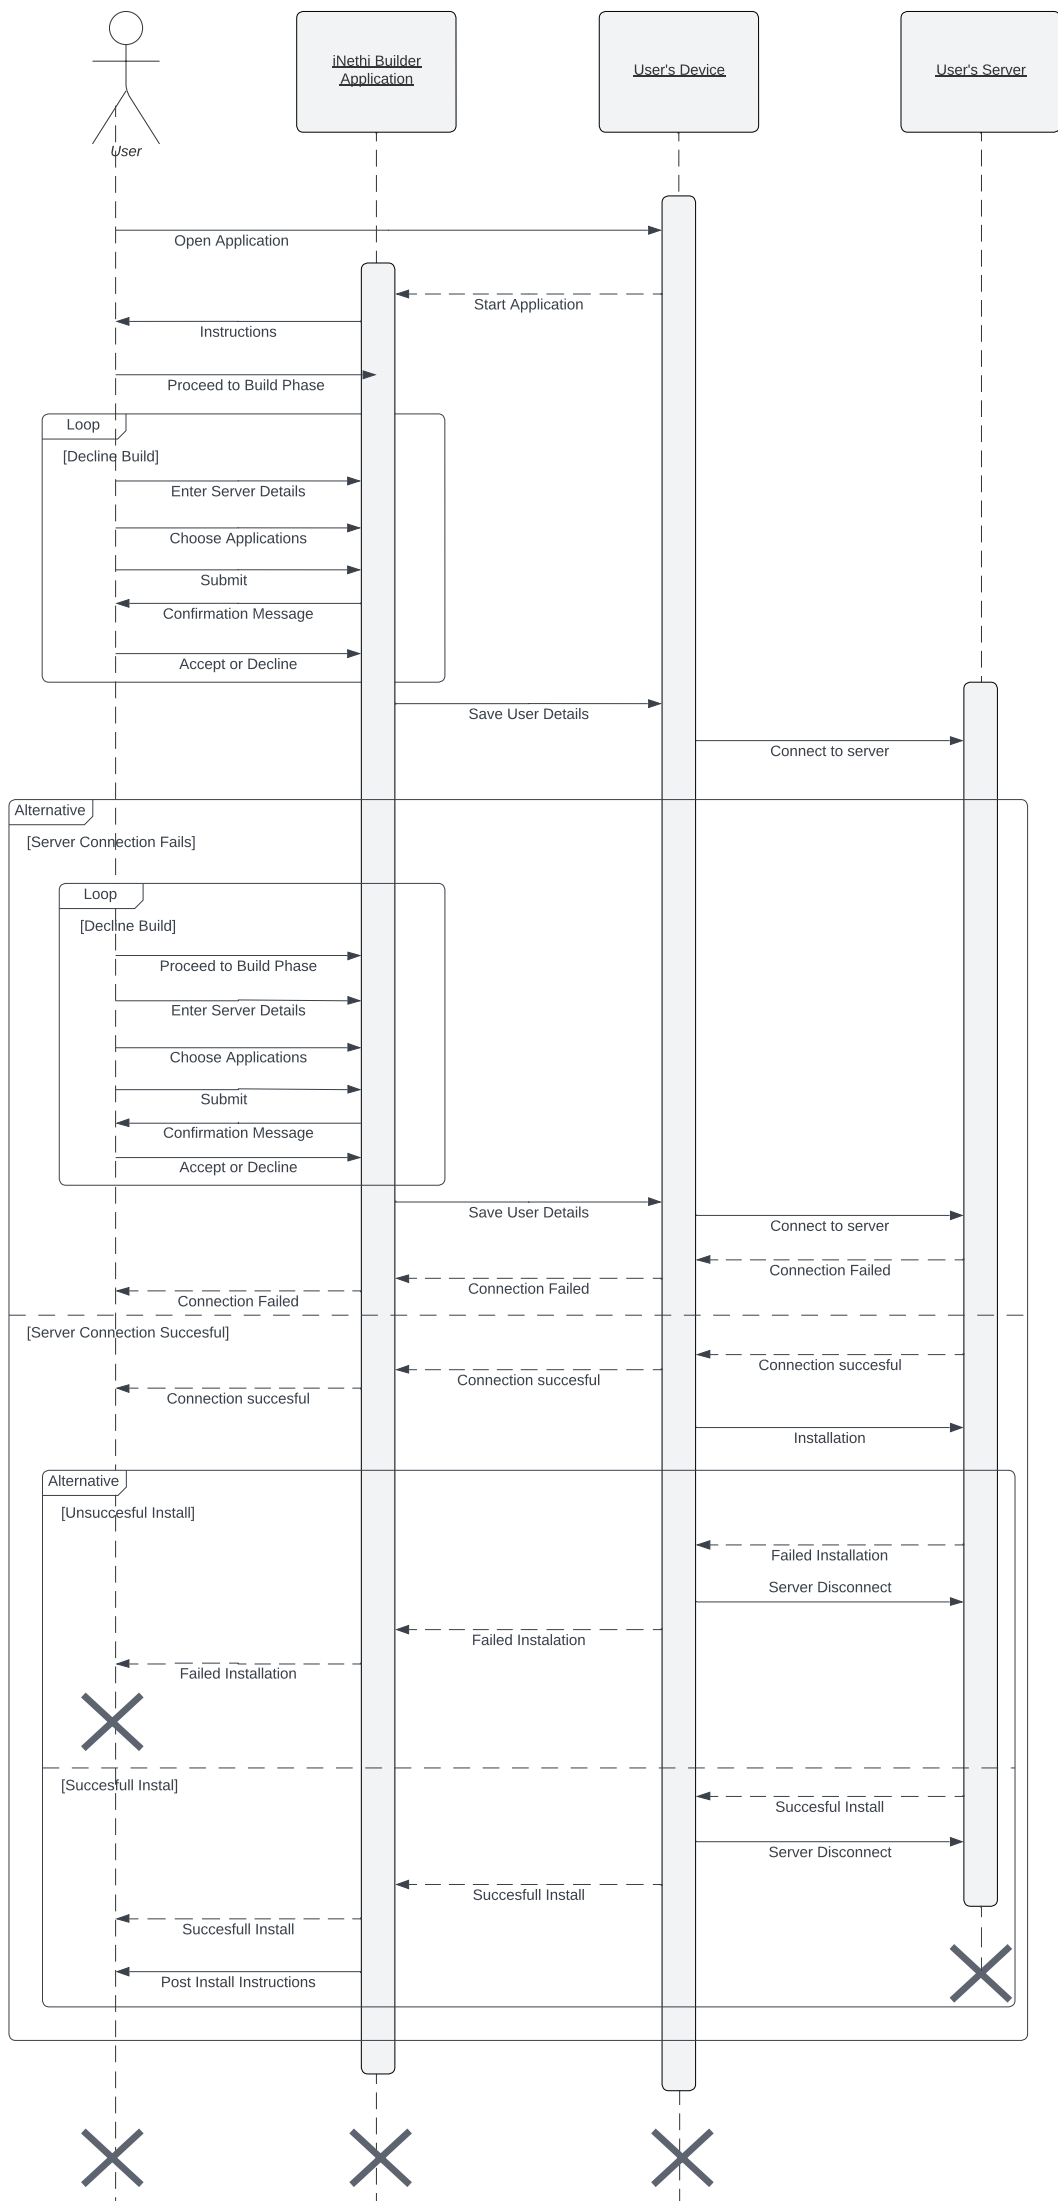 iNethi Builder
Application
User's Device
User's Server
User
Open Application
Start Application
Instructions
Proceed to Build Phase
Loop
[Decline Build]
Enter Server Details
Choose Applications
Submit
Confirmation Message
Accept or Decline
Save User Details
Connect to server
Alternative
[Server Connection Fails]
Loop
[Decline Build]
Proceed to Build Phase
Enter Server Details
Choose Applications
Submit
Confirmation Message
Accept or Decline
Save User Details
Connect to server
Connection Failed
Connection Failed
Connection Failed
[Server Connection Succesful]
Connection succesful
Connection succesful
Connection succesful
Installation
Alternative
[Unsuccesful Install]
Failed Installation
Server Disconnect
Failed Instalation
Failed Installation
[Succesfull Instal]
Succesful Install
Server Disconnect
Succesfull Install
Succesfull Install
Post Install Instructions